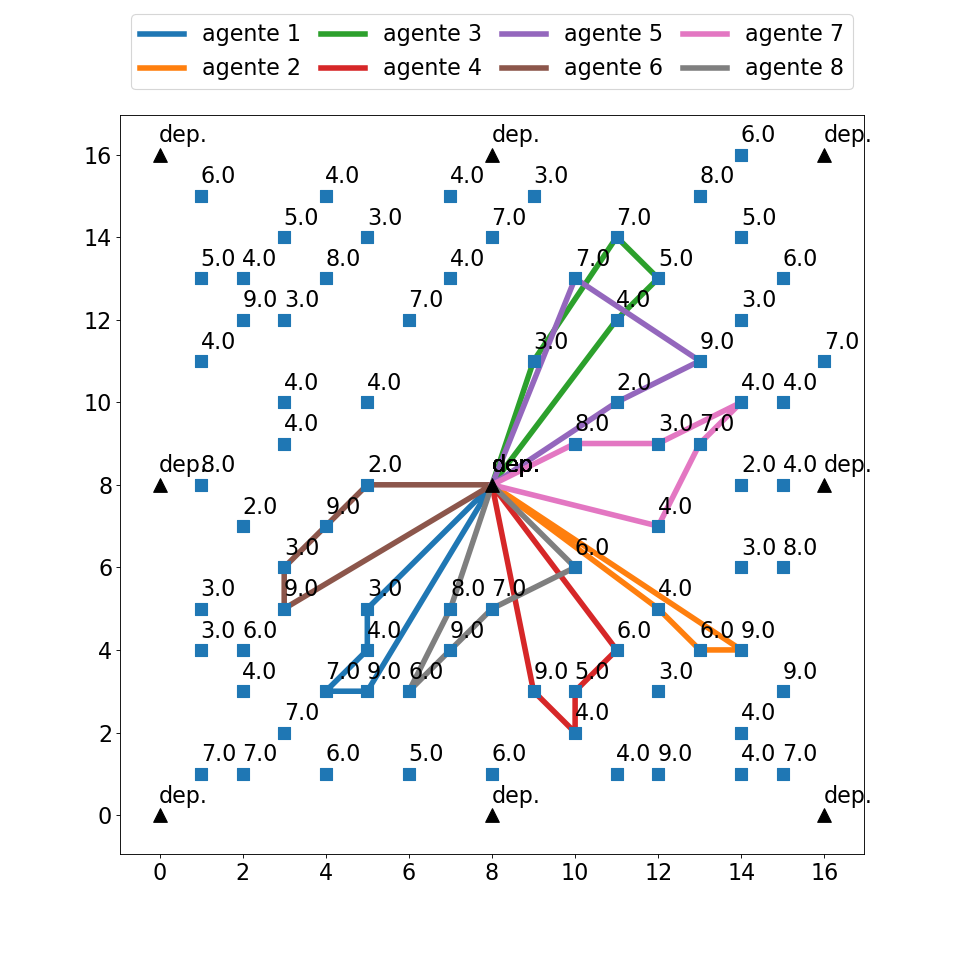 agente 1 agente 3 agente 5 agente 7
agente 2 agente 4 agente 6 agente 8
dep. dep. 6.0 dep.
16
6.0 4.0 4.0 3.0 8.0
5.0 3.0 7.0 7.0 5.0
14
5.0 4.0 8.0 4.0 7.0 5.0 6.0
9.0 3.0 7.0 4.0 3.0
12
4.0 3.0 9.0 7.0
4.0 4.0 2.0 4.0 4.0
10
4.0 8.0 3.0 7.0
dep. 8.0 2.0 dep. 2.0 4.0 dep.
8
2.0 9.0 4.0
3.0 6.0 3.0 8.0
6
3.0 9.0 3.0 8.0 7.0 4.0
3.0 6.0 4.0 9.0 6.0 6.0 9.0
4
4.0 7.0 9.0 6.0 9.0 5.0 3.0 9.0
7.0 4.0 4.0
2
7.0 7.0 6.0 5.0 6.0 4.0 9.0 4.0 7.0
dep. dep. dep.
0
0 2 4 6 8 10 12 14 16